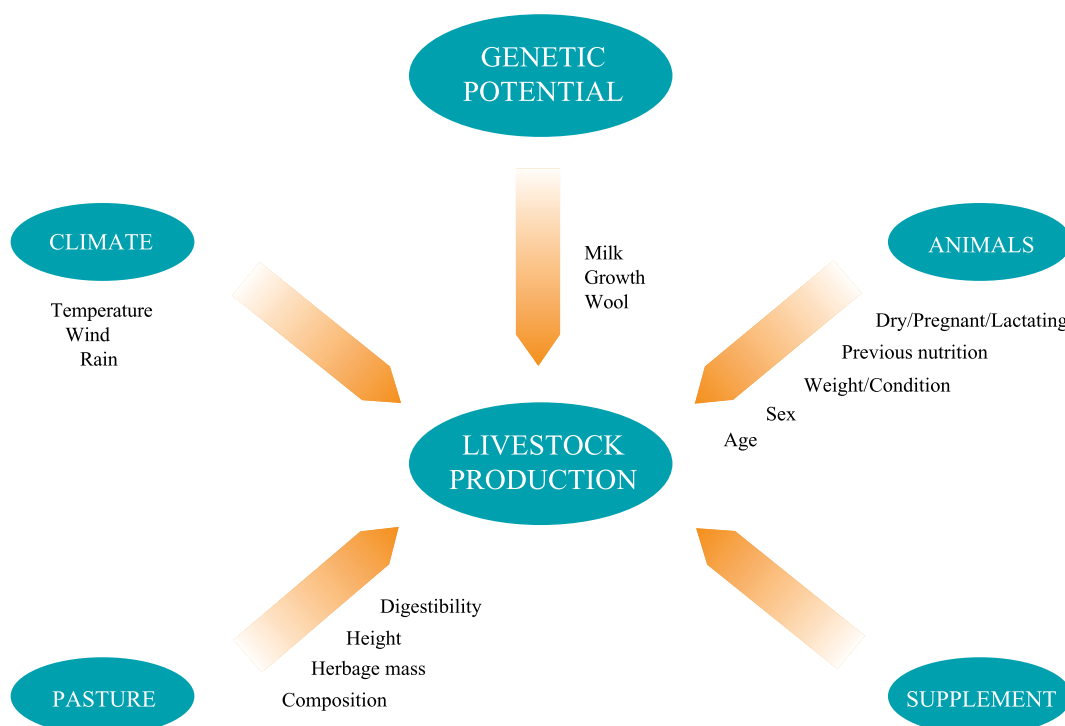 GENETIC
POTENTIAL
CLIMATE
Temperature
Wind
Rain
Milk
Growth
Wool
ANIMALS
Dry/Pregnant/Lactating
Previous nutrition
Weight/Condition
Sex
Age
LIVESTOCK
PRODUCTION
Digestibility
Height
Herbage mass
Composition
PASTURE
SUPPLEMENT